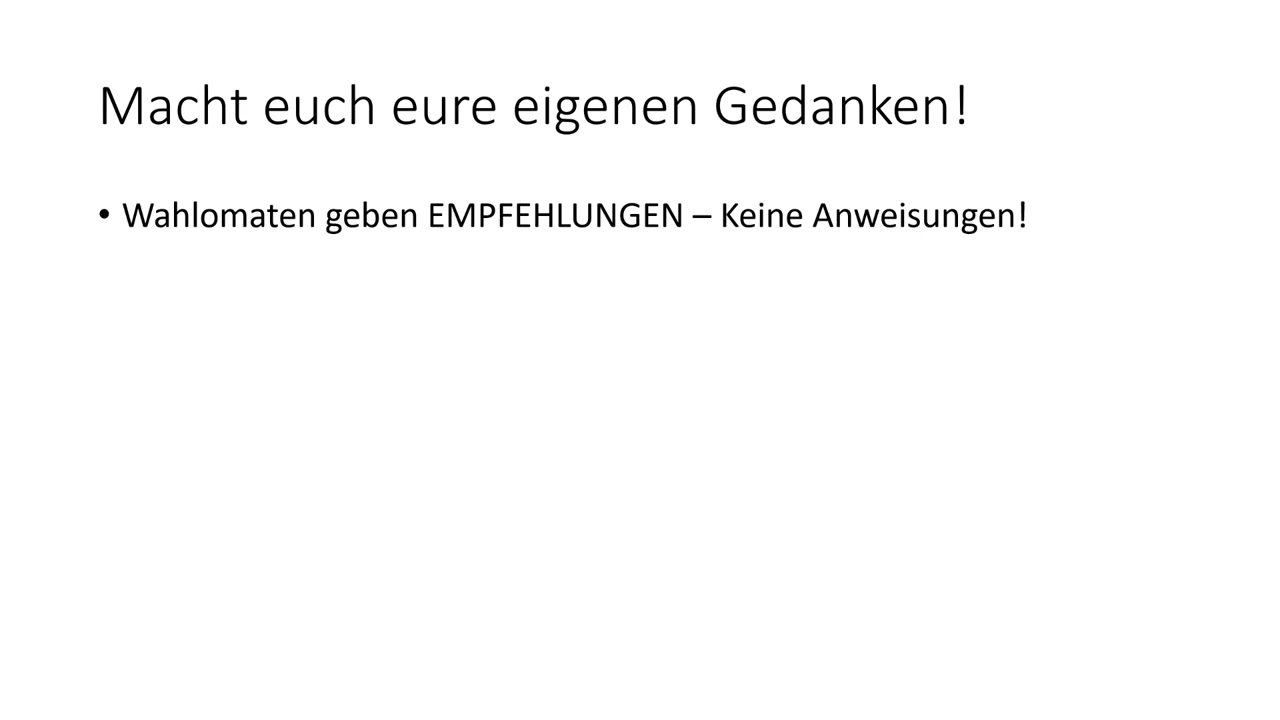 Macht euch eure eigenen Gedanken!
• Wahlomaten geben EMPFEHLUNGEN – Keine Anweisungen!